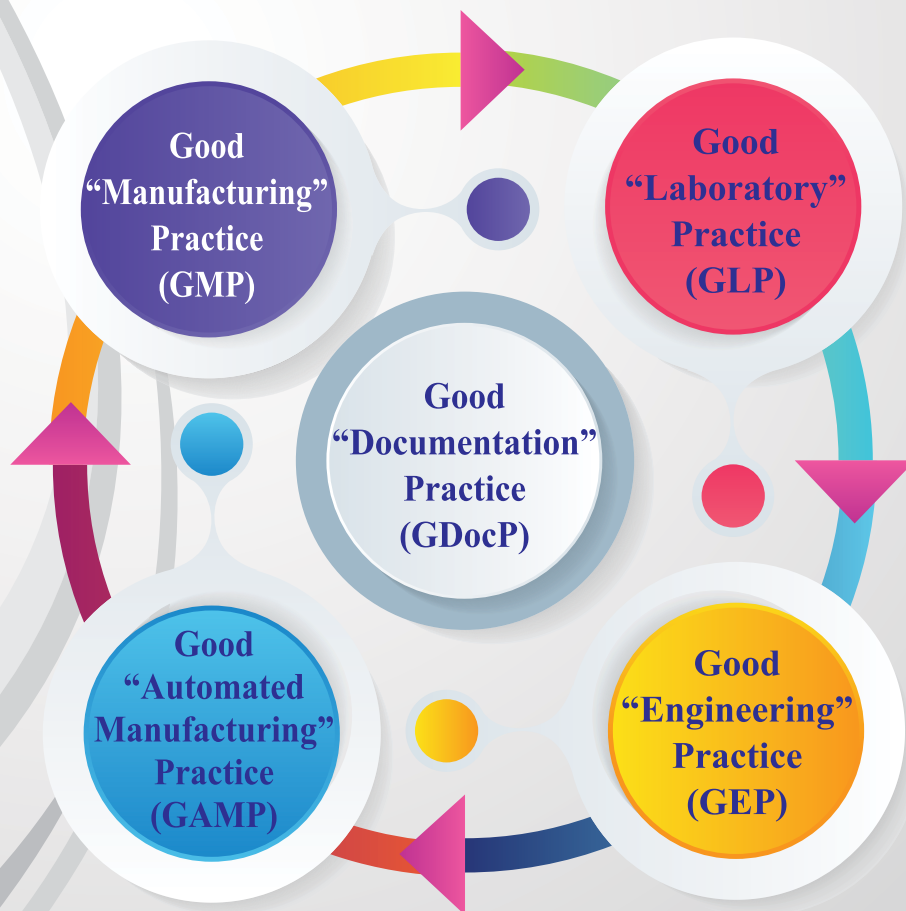 Good
“Manufacturing”
Practice
(GMP)
Good
“Laboratory”
Practice
(GLP)
Good
“Documentation”
Practice
(GDocP)
Good
“Automated
Manufacturing”
Practice
(GAMP)
Good
“Engineering”
Practice
(GEP)